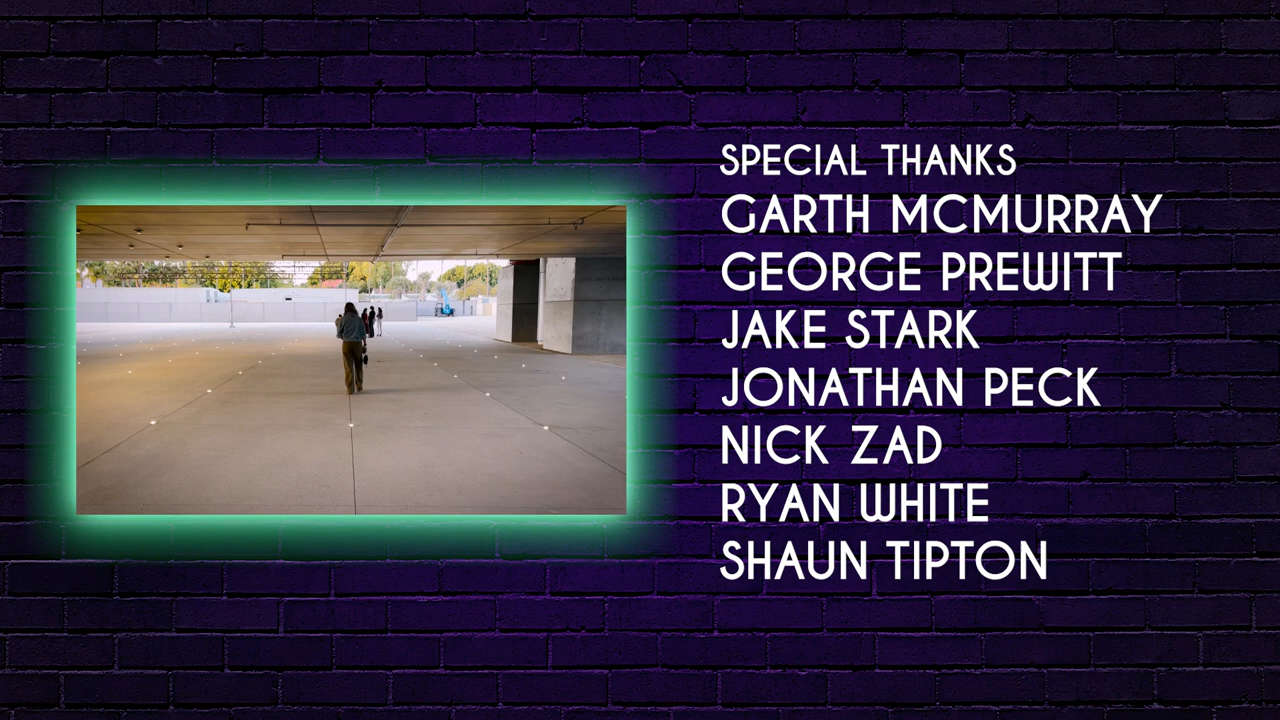 SPECIAL THANKS
GARTH MCMURRAY
GEORGE PREWITT
JAKE STARK
JONATHAN PECK
NICK ZAD
RYAN WHITE
SHAUN TIPTON